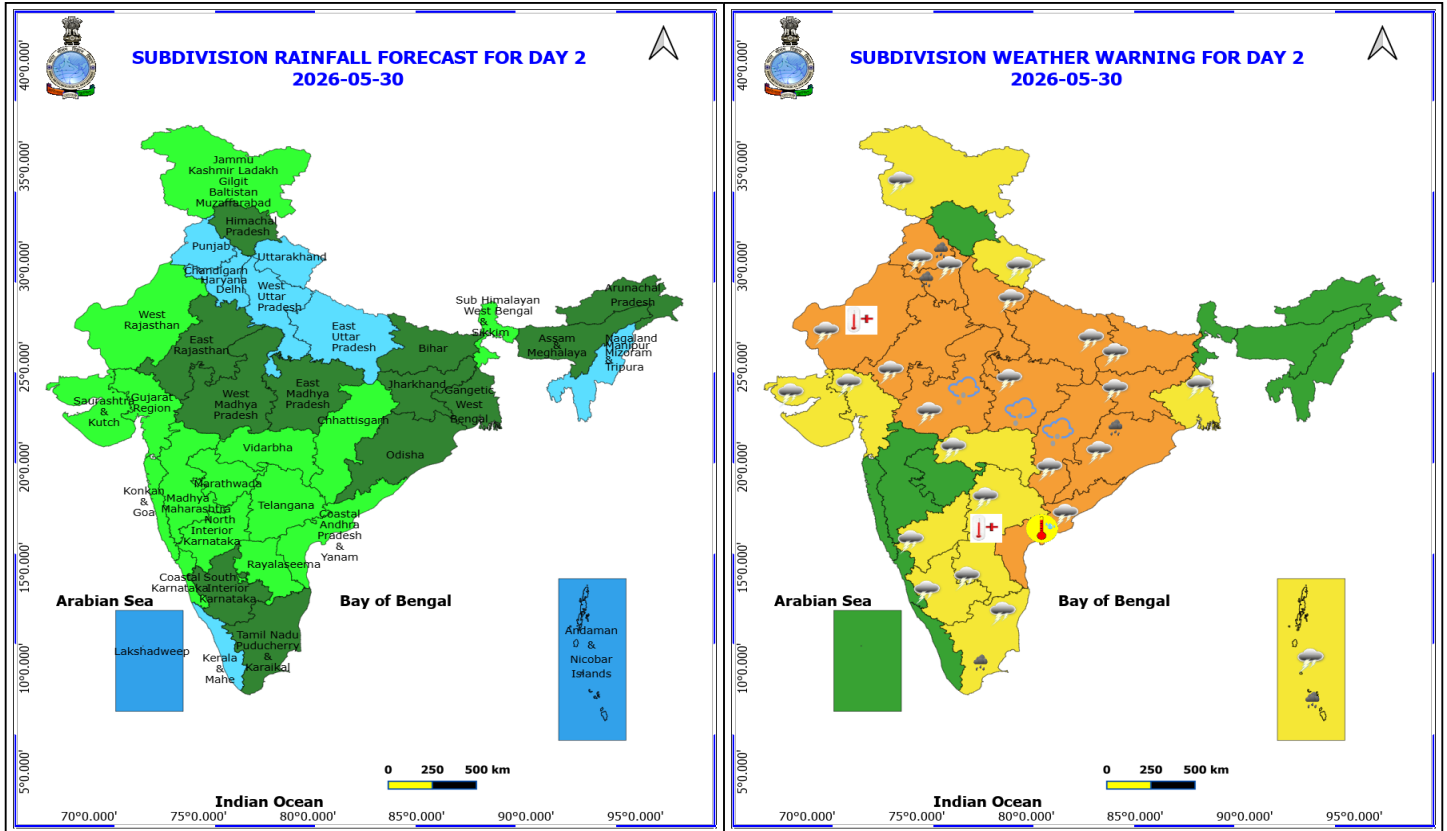 SUBDIVISION RAINFALL FORECAST FOR DAY 2
2026-05-30
40°0.000'
35°0.000'
30°0.000'
25°0.000'
20°0.000'
15°0.000'
10°0.000'
5°0.000'
Jammu
Kashmir Ladakh
Gilgit
Baltistan
Muzaffarabad
Himachal
Pradesh
Punjab
Uttarakhand
Chandigarh
Haryana
Delhi
West
Uttar
Pradesh
West
Rajasthan
East
Uttar
Pradesh
East
Rajasthan
Bihar
Sub Himalayan
West Bengal
&
Sikkim
Arunachal
Pradesh
Assam
&
Meghalaya
Nagaland
Manipur
Mizoram
&
Tripura
Saurashtra
&
Kutch
Gujarat
Region
West
Madhya
Pradesh
East
Madhya
Pradesh
Jharkhand
Gangetic
West
Bengal
Chhattisgarh
Odisha
Vidarbha
Konkan
&
Goa
Madhya
Maharashtra
Marathwada
North
Interior
Karnataka
Telangana
Coastal
Andhra
Pradesh
&
Yanam
Rayalaseema
Coastal
Karnataka
South
Interior
Karnataka
Tamil Nadu
Puducherry
&
Karaikal
Kerala
&
Mahe
Arabian Sea
Bay of Bengal
Lakshadweep
Andaman
&
Nicobar
Islands
0 250 500 km
Indian Ocean
70°0.000' 75°0.000' 80°0.000' 85°0.000' 90°0.000' 95°0.000'
SUBDIVISION WEATHER WARNING FOR DAY 2
2026-05-30
40°0.000'
35°0.000'
30°0.000'
25°0.000'
20°0.000'
15°0.000'
10°0.000'
5°0.000'
Arabian Sea
Bay of Bengal
0 250 500 km
Indian Ocean
70°0.000' 75°0.000' 80°0.000' 85°0.000' 90°0.000' 95°0.000'